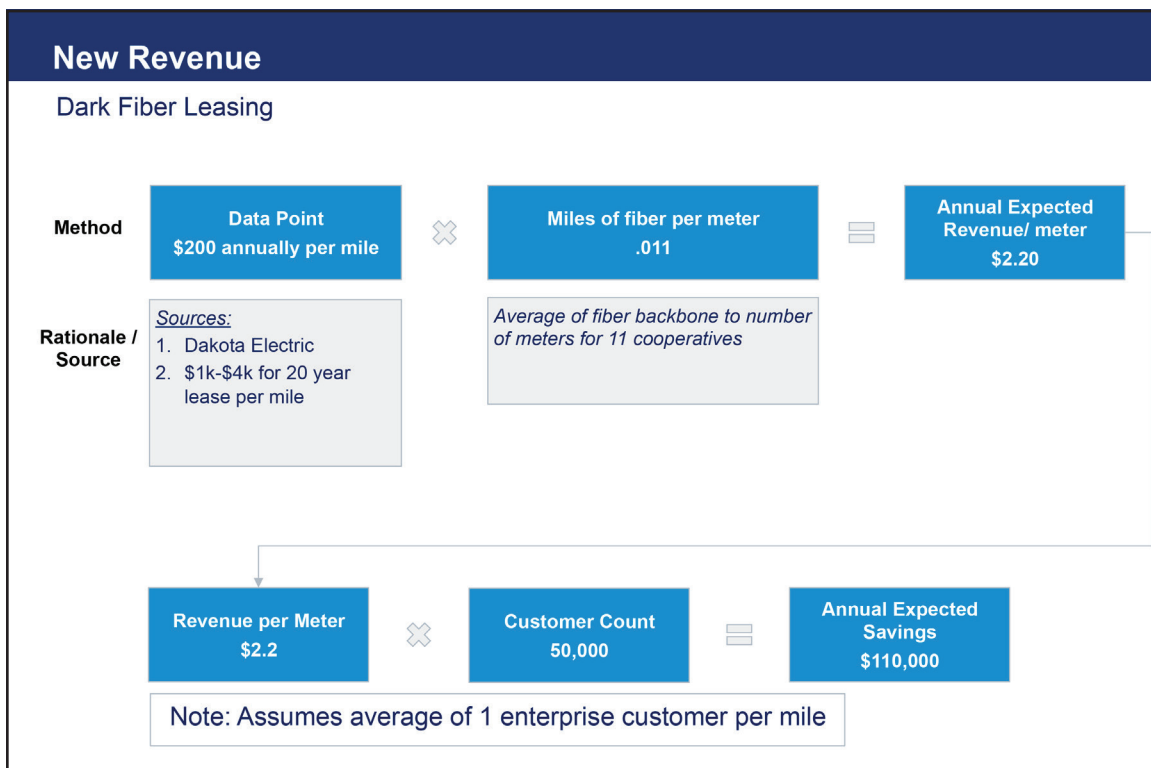 New Revenue
Dark Fiber Leasing
Method
Data Point
$200 annually per mile
Miles of fiber per meter
.011
Annual Expected
Revenue/ meter
$2.20
Rationale /
Source
Sources:
1. Dakota Electric
2. $1k-$4k for 20 year
lease per mile
Average of fiber backbone to number
of meters for 11 cooperatives
Revenue per Meter
$2.2
Customer Count
50,000
Annual Expected
Savings
$110,000
Note: Assumes average of 1 enterprise customer per mile